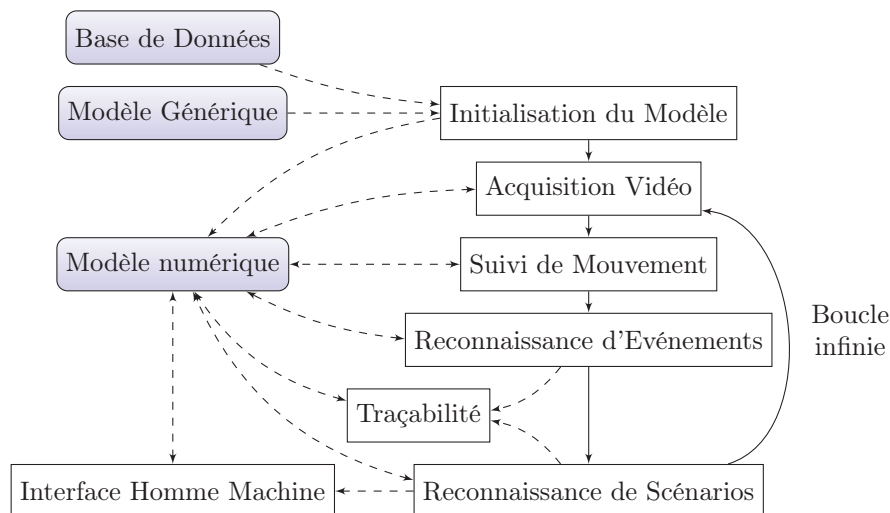 Base de Données
Modèle Générique
Initialisation du Modèle
Acquisition Vidéo
Modèle numérique
Suivi de Mouvement
Reconnaissance d'Evénements
Boucle
infinie
Traçabilité
Interface Homme Machine
Reconnaissance de Scénarios